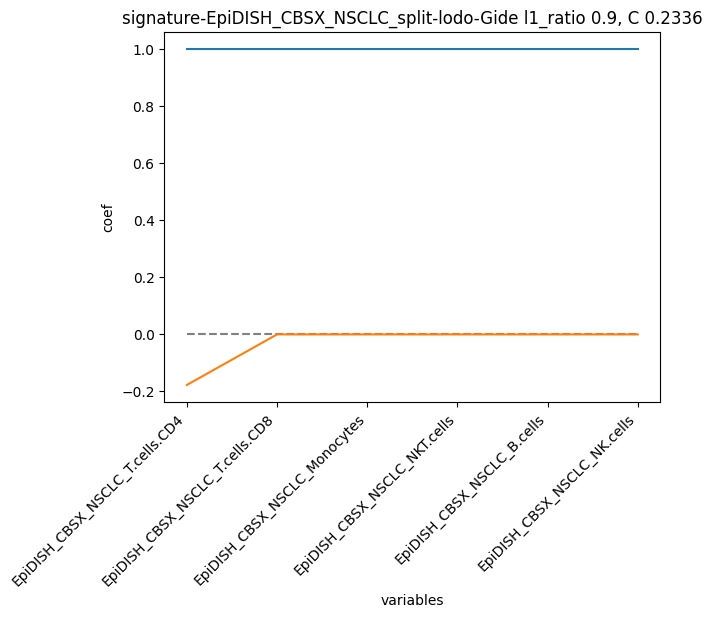 signature-EpiDISH_CBSX_NSCLC_split-lodo-Gide l1_ratio 0.9, C 0.2336
1.0
0.8
0.6
0.4
0.2
0.0
−0.2
coef
EpiDISH_CBSX_NSCLC_T.cells.CD4
EpiDISH_CBSX_NSCLC_T.cells.CD8
EpiDISH_CBSX_NSCLC_Monocytes
EpiDISH_CBSX_NSCLC_NKT.cells
EpiDISH_CBSX_NSCLC_B.cells
EpiDISH_CBSX_NSCLC_NK.cells
variables